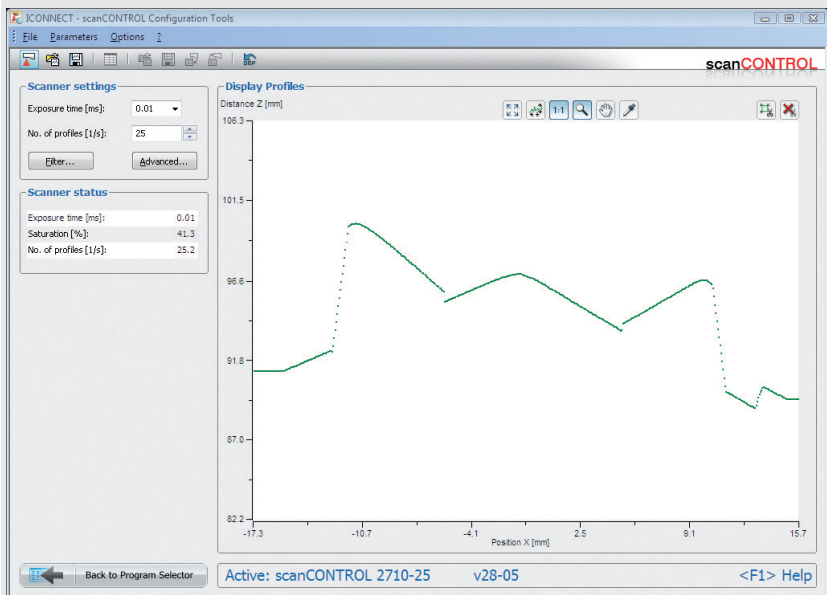 ICONNECT - scanCONTROL Configuration Tools
File Parameters Options ?
DEF
scanCONTROL
Scanner settings
Exposure time [ms]: 0.01
No. of profiles [1/s]: 25
Filter... Advanced...
Scanner status
Exposure time [ms]: 0.01
Saturation [%]: 41.3
No. of profiles [1/s]: 25.2
Display Profiles
Distance Z [mm]
1:1
106.3
101.5
96.6
91.8
87.0
82.2
-17.3 -10.7 -4.1 2.5 9.1 15.7
Position X [mm]
Back to Program Selector
Active: scanCONTROL 2710-25 v28-05 <F1> Help